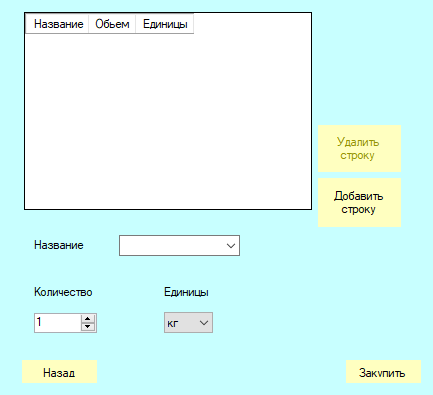 Название Обьем Единицы
Удалить
строку
Добавить
строку
Название
Количество Единицы
1 кг
Назад Закупить